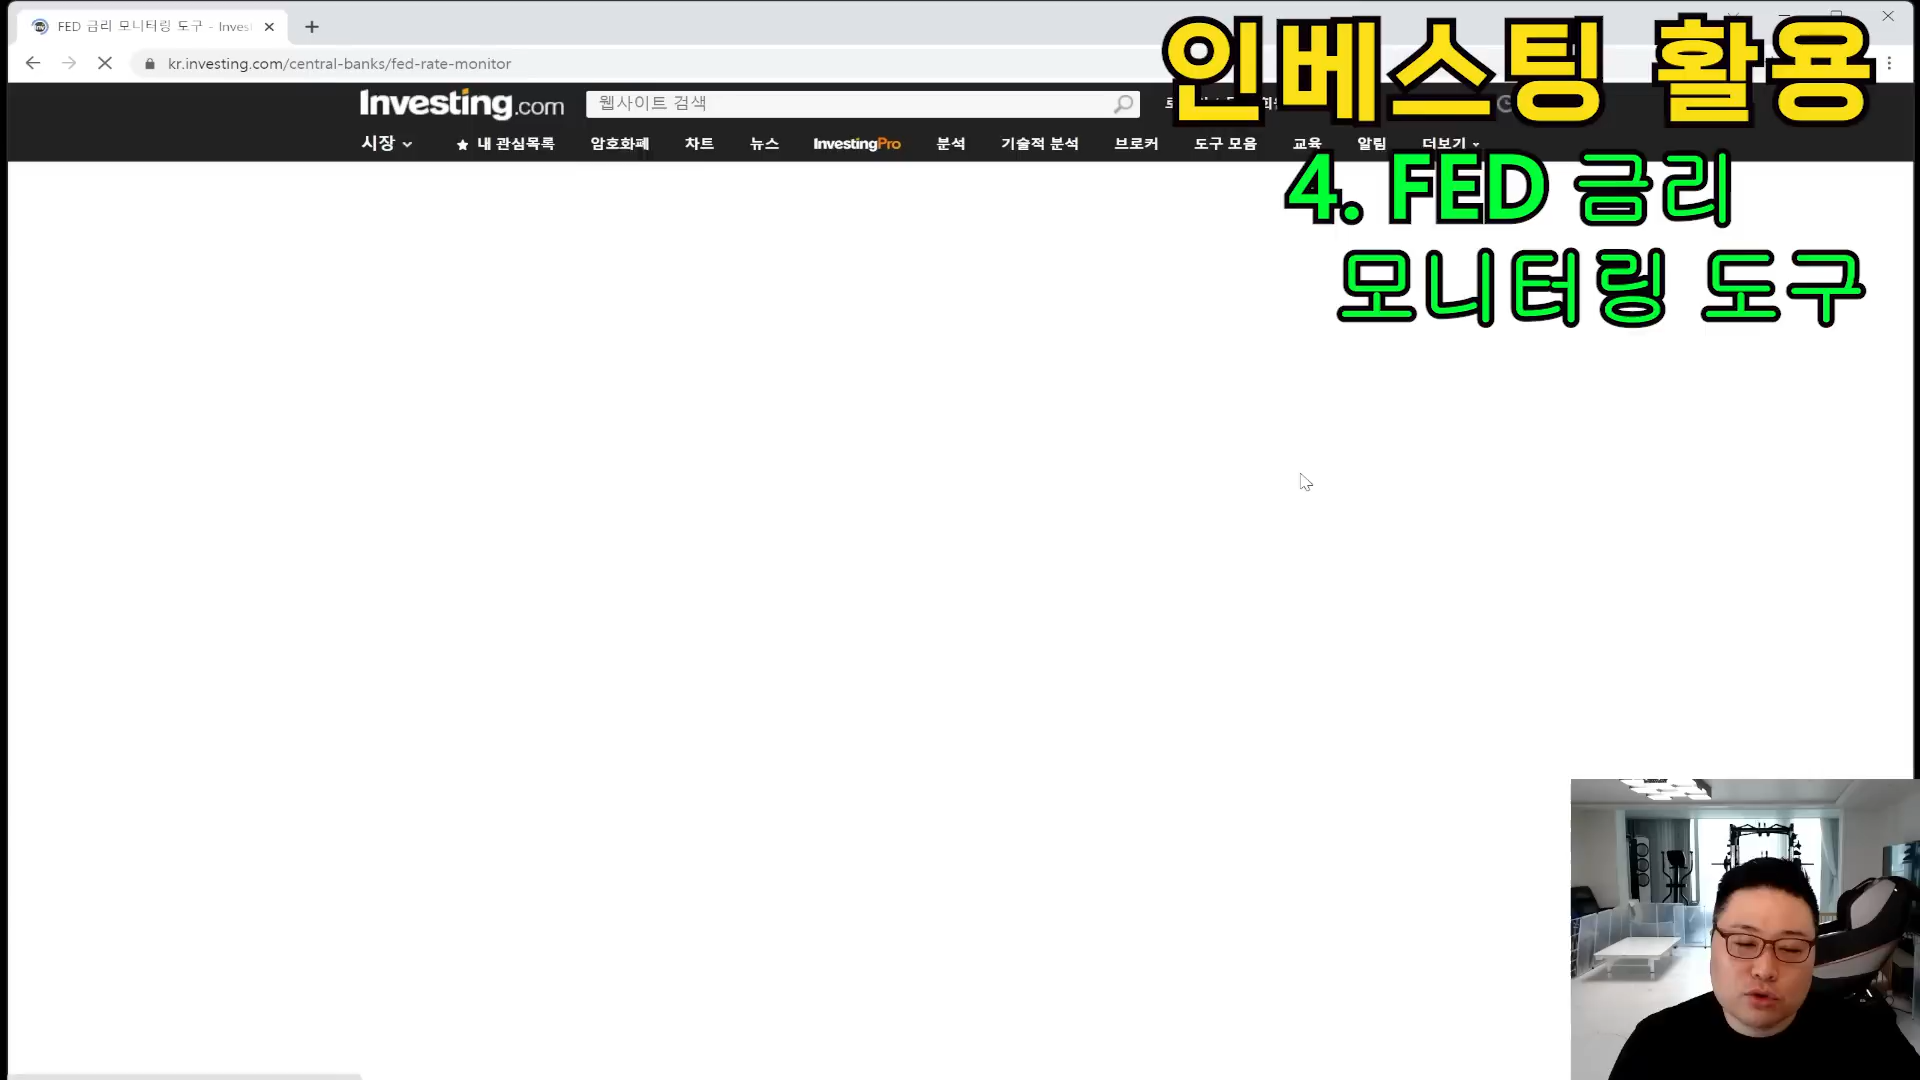 FED 금리 모니터링 도구 - Inves
kr.investing.com/central-banks/fed-rate-monitor
인베스팅 활용
Investing.com
웹사이트 검색
시장
내 관심목록
암호화폐
차트
뉴스
InvestingPro
분석
기술적 분석
브로커
도구 모음
교육
알림
더보기
4. FED 금리
모니터링 도구